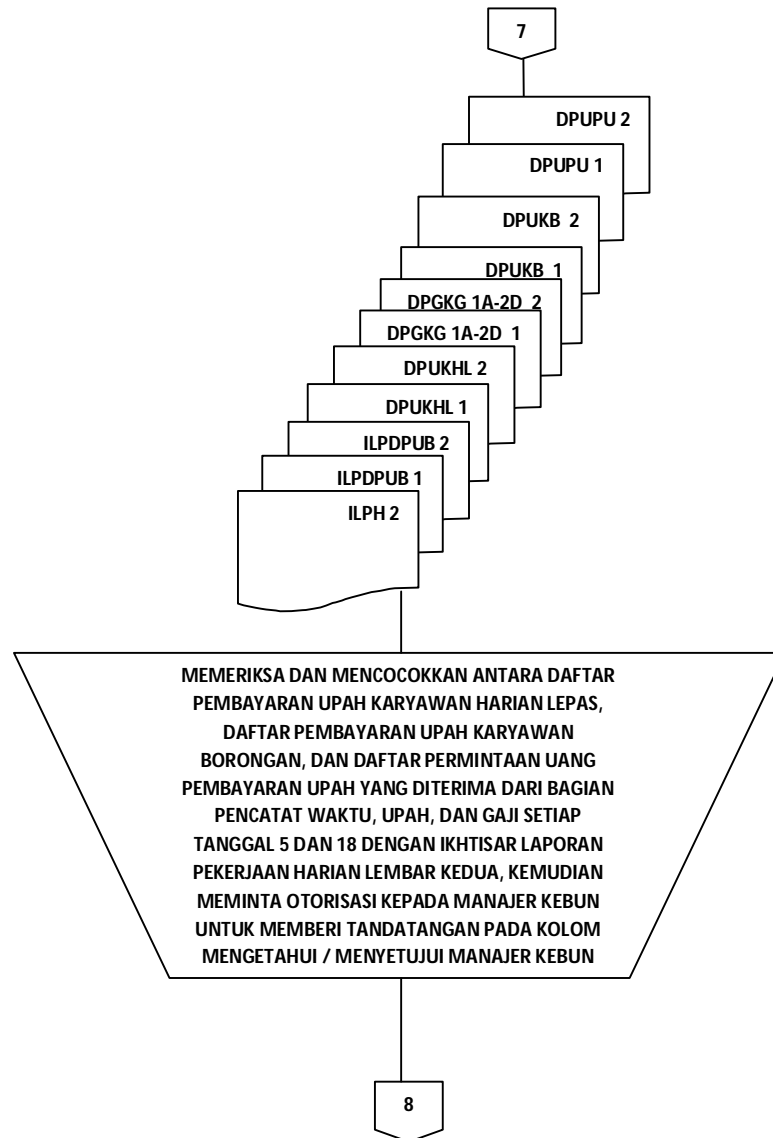 7
DPUPU 2
DPUPU 1
DPUKB  2
DPUKB  1
DPGKG 1A-2D  2
DPGKG 1A-2D  1
DPUKHL 2
DPUKHL 1
ILPDPUB 2
ILPDPUB 1
ILPH 2
MEMERIKSA DAN MENCOCOKKAN ANTARA DAFTAR
PEMBAYARAN UPAH KARYAWAN HARIAN LEPAS,
DAFTAR PEMBAYARAN UPAH KARYAWAN
BORONGAN, DAN DAFTAR PERMINTAAN UANG
PEMBAYARAN UPAH YANG DITERIMA DARI BAGIAN
PENCATAT WAKTU, UPAH, DAN GAJI SETIAP
TANGGAL 5 DAN 18 DENGAN IKHTISAR LAPORAN
PEKERJAAN HARIAN LEMBAR KEDUA, KEMUDIAN
MEMINTA OTORISASI KEPADA MANAJER KEBUN
UNTUK MEMBERI TANDATANGAN PADA KOLOM
MENGETAHUI / MENYETUJUI MANAJER KEBUN
8